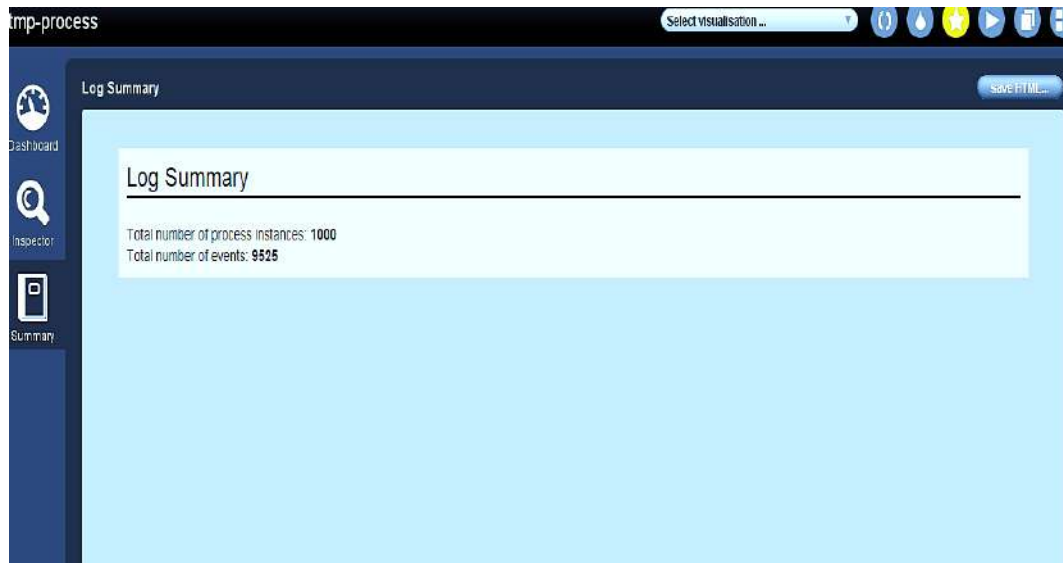 tmp-process
Select visualisation ...
Log Summary
Save HTML...
Dashboard
Log Summary
Total number of process instances: 1000
Inspector
Total number of events: 9525
Summary